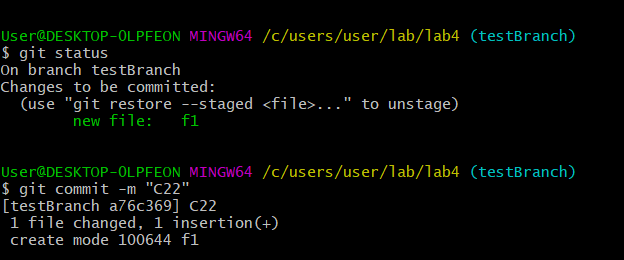 User@DESKTOP-0LPFEON MINGW64 /c/users/user/lab/lab4 (testBranch)
$ git status
On branch testBranch
Changes to be committed:
  (use "git restore --staged <file>..." to unstage)
        new file:   f1
User@DESKTOP-0LPFEON MINGW64 /c/users/user/lab/lab4 (testBranch)
$ git commit -m "C22"
[testBranch a76c369] C22
 1 file changed, 1 insertion(+)
 create mode 100644 f1